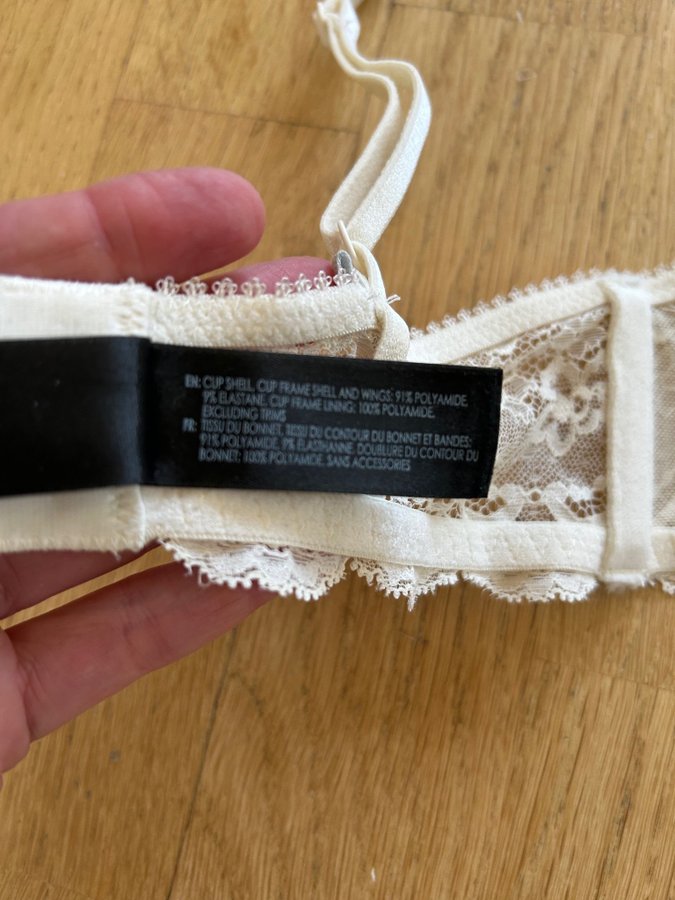 EN: CUP SHELL, CUP FRAME SHELL AND WINGS: 91% POLYAMIDE,
9% ELASTANE. CUP FRAME LINING: 100% POLYAMIDE.
EXCLUDING TRIMS
FR: TISSU DU BONNET, TISSU DU CONTOUR DU BONNET ET BANDES:
91% POLYAMIDE, 9% ELASTHANNE. DOUBLURE DU CONTOUR DU
BONNET: 100% POLYAMIDE. SANS ACCESSOIRES